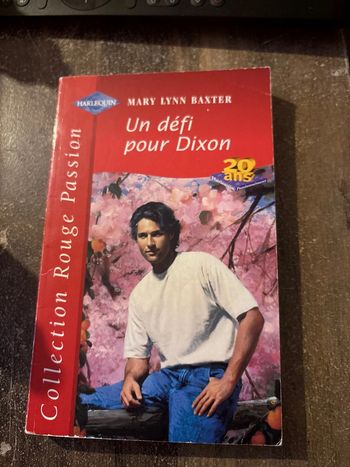 HARLEQUIN
MARY LYNN BAXTER
Un défi
pour Dixon
20
ans
Collection Rouge Passion